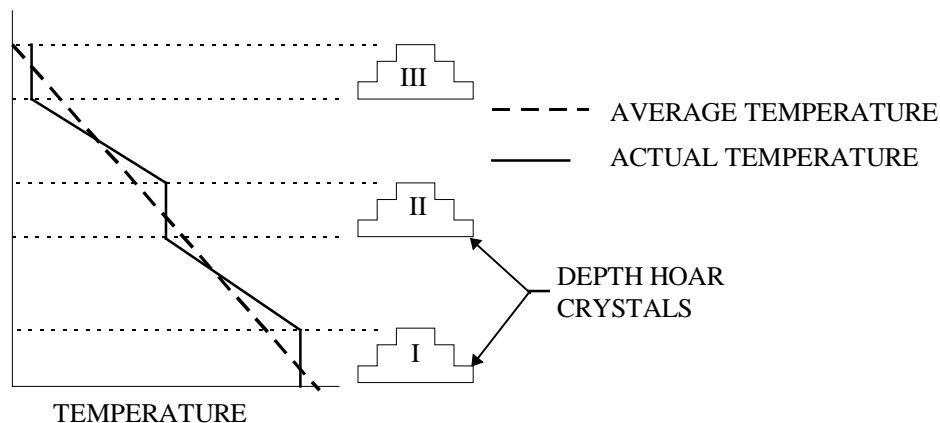 III
AVERAGE TEMPERATURE
ACTUAL TEMPERATURE
II
DEPTH HOAR
CRYSTALS
I
TEMPERATURE